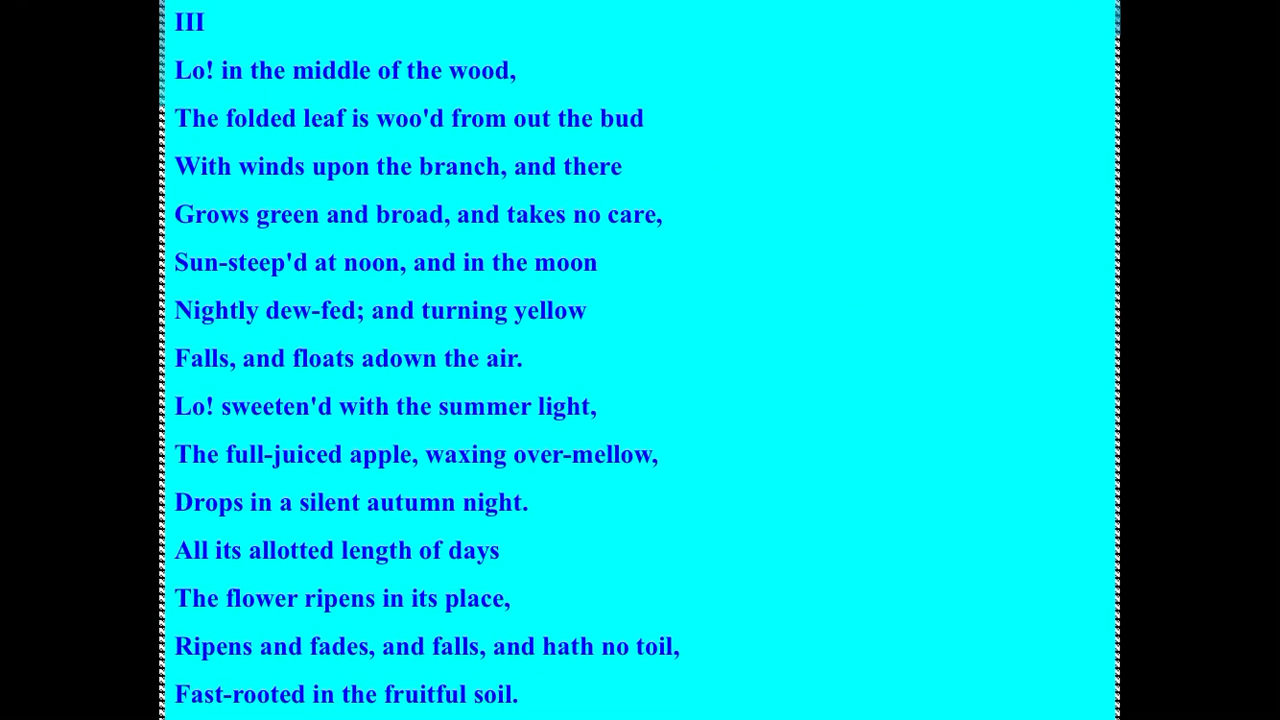 III
Lo! in the middle of the wood,
The folded leaf is woo'd from out the bud
With winds upon the branch, and there
Grows green and broad, and takes no care,
Sun-steep'd at noon, and in the moon
Nightly dew-fed; and turning yellow
Falls, and floats adown the air.
Lo! sweeten'd with the summer light,
The full-juiced apple, waxing over-mellow,
Drops in a silent autumn night.
All its allotted length of days
The flower ripens in its place,
Ripens and fades, and falls, and hath no toil,
Fast-rooted in the fruitful soil.